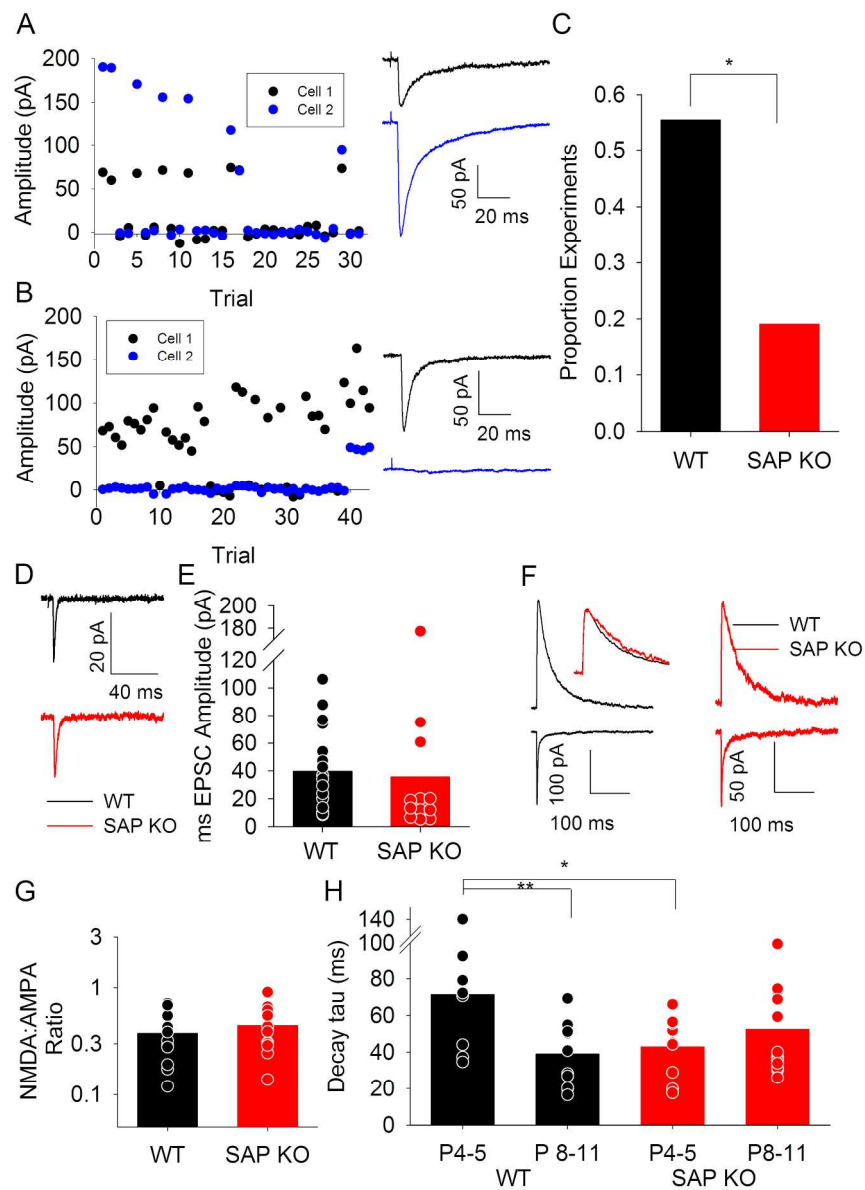 A
Amplitude (pA)
200
150
100
50
0
Cell 1
Cell 2
0 5 10 15 20 25 30
Trial
50 pA
20 ms
B
Amplitude (pA)
200
150
100
50
0
Cell 1
Cell 2
0 10 20 30 40
Trial
50 pA
20 ms
C
*
Proportion Experiments
0.6
0.5
0.4
0.3
0.2
0.1
0.0
WT SAP KO
D
20 pA
40 ms
WT
SAP KO
E
ms EPSC Amplitude (pA)
200
180
160
120
100
80
60
40
20
0
WT SAP KO
F
WT
SAP KO
100 pA
100 ms
50 pA
100 ms
G
NMDA:AMPA
Ratio
3
1
0.3
0.1
WT SAP KO
H
*
**
Decay tau (ms)
140
100
80
60
40
20
0
P4-5 P 8-11 P4-5 P8-11
WT SAP KO